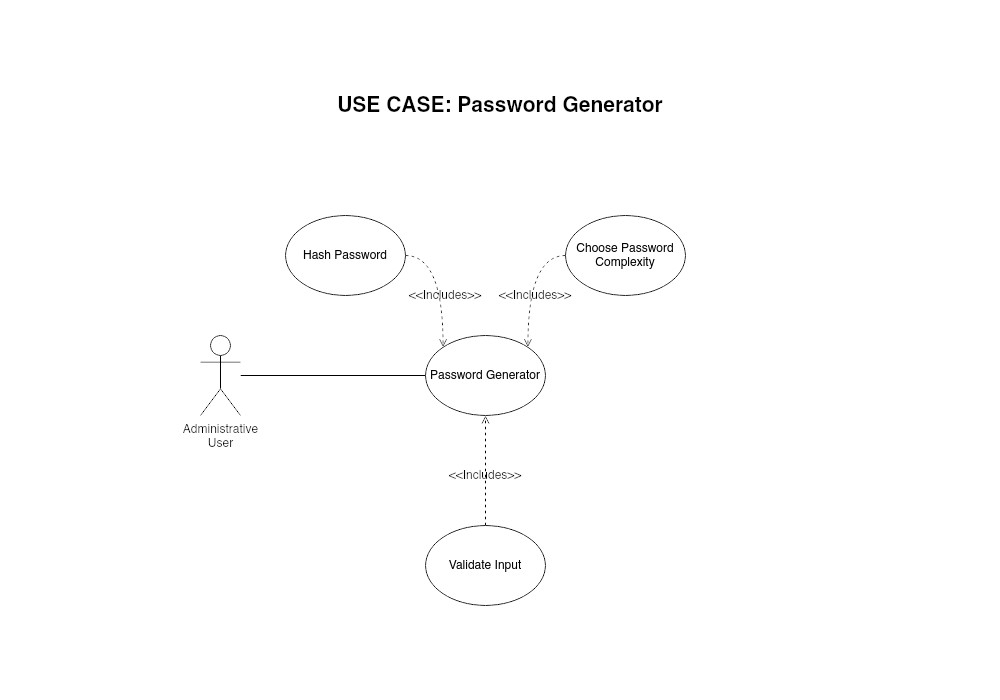 USE CASE: Password Generator
Hash Password
Choose Password
Complexity
<<Includes>>
<<Includes>>
Password Generator
Administrative
User
<<Includes>>
Validate Input